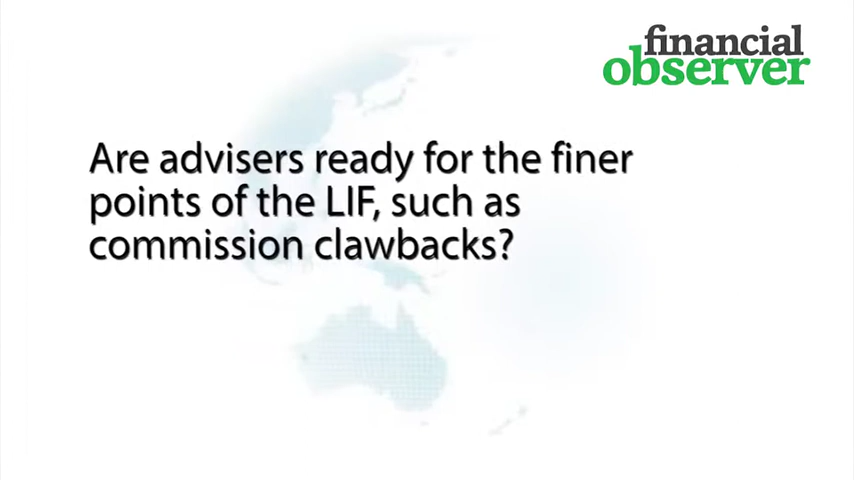 financial
observer
Are advisers ready for the finer
points of the LIF, such as
commission clawbacks?